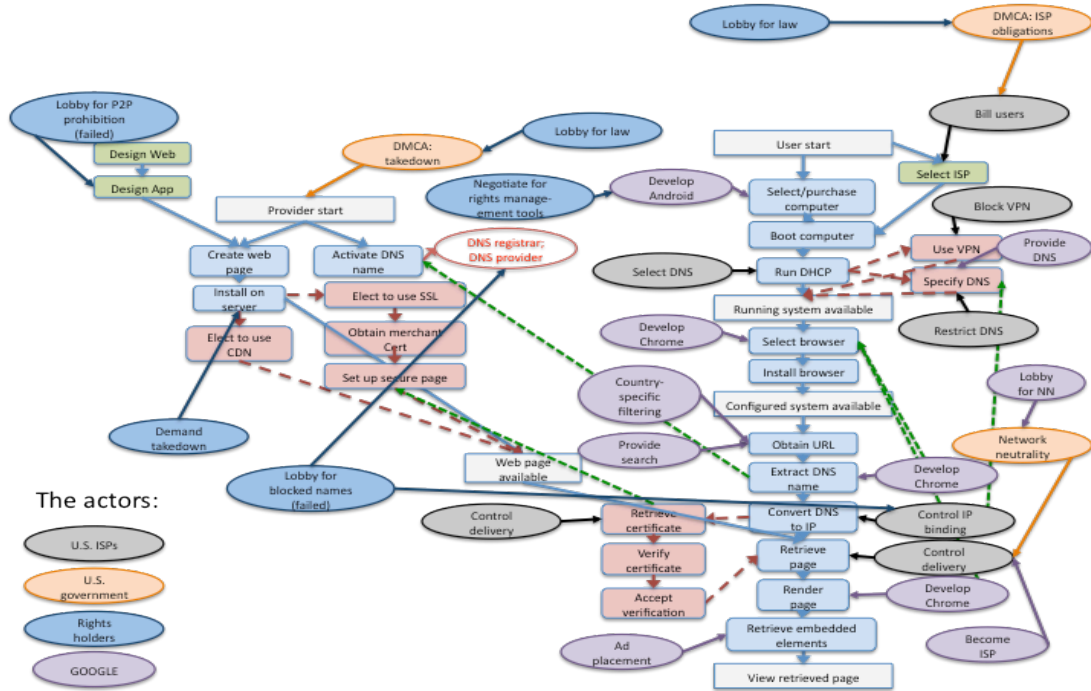 Lobby for law
DMCA: ISP
obligations
Lobby for P2P
prohibition
(failed)
Bill users
Lobby for law
DMCA:
takedown
Design Web
User start
Select ISP
Design App
Negotiate for
rights manage-
ment tools
Develop
Android
Select/purchase
computer
Block VPN
Provider start
Boot computer
Create web
page
Activate DNS
name
DNS registrar;
DNS provider
Use VPN
Provide
DNS
Select DNS
Run DHCP
Specify DNS
Install on
server
Elect to use SSL
Running system available
Restrict DNS
Elect to use
CDN
Obtain merchant
Cert
Develop
Chrome
Select browser
Set up secure page
Install browser
Country-
specific
filtering
Lobby
for NN
Configured system available
Demand
takedown
Provide
search
Obtain URL
Network
neutrality
Web page
available
Lobby for
blocked names
(failed)
Extract DNS
name
Develop
Chrome
The actors:
Control
delivery
Retrieve
certificate
Convert DNS
to IP
Control IP
binding
U.S. ISPs
Verify
certificate
Retrieve
page
Control
delivery
U.S.
government
Accept
verification
Render
page
Develop
Chrome
Rights
holders
Ad
placement
Retrieve embedded
elements
Become
ISP
GOOGLE
View retrieved page